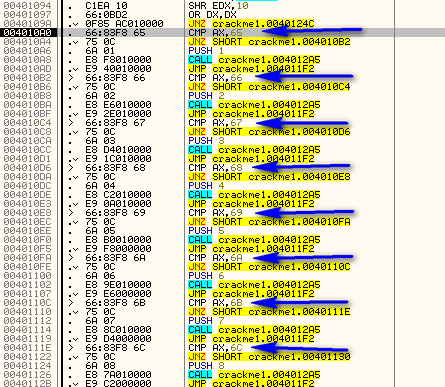 00401094 . C1EA 10 SHR EDX,10
00401097 . 66:0BD2 OR DX,DX
0040109A .v 0F85 AC010000 JNZ crackme1.0040124C
004010A0 . 66:83F8 65 CMP AX,65
004010A4 .v 75 0C JNZ SHORT crackme1.004010B2
004010A6 . 6A 01 PUSH 1
004010A8 . E8 F8010000 CALL crackme1.004012A5
004010AD .v E9 40010000 JMP crackme1.004011F2
004010B2 > 66:83F8 66 CMP AX,66
004010B6 .v 75 0C JNZ SHORT crackme1.004010C4
004010B8 . 6A 02 PUSH 2
004010BA . E8 E6010000 CALL crackme1.004012A5
004010BF .v E9 2E010000 JMP crackme1.004011F2
004010C4 > 66:83F8 67 CMP AX,67
004010C8 .v 75 0C JNZ SHORT crackme1.004010D6
004010CA . 6A 03 PUSH 3
004010CC . E8 D4010000 CALL crackme1.004012A5
004010D1 .v E9 1C010000 JMP crackme1.004011F2
004010D6 > 66:83F8 68 CMP AX,68
004010DA .v 75 0C JNZ SHORT crackme1.004010E8
004010DC . 6A 04 PUSH 4
004010DE . E8 C2010000 CALL crackme1.004012A5
004010E3 .v E9 0A010000 JMP crackme1.004011F2
004010E8 > 66:83F8 69 CMP AX,69
004010EC .v 75 0C JNZ SHORT crackme1.004010FA
004010EE . 6A 05 PUSH 5
004010F0 . E8 B0010000 CALL crackme1.004012A5
004010F5 .v E9 F8000000 JMP crackme1.004011F2
004010FA > 66:83F8 6A CMP AX,6A
004010FE .v 75 0C JNZ SHORT crackme1.0040110C
00401100 . 6A 06 PUSH 6
00401102 . E8 9E010000 CALL crackme1.004012A5
00401107 .v E9 E6000000 JMP crackme1.004011F2
0040110C > 66:83F8 6B CMP AX,6B
00401110 .v 75 0C JNZ SHORT crackme1.0040111E
00401112 . 6A 07 PUSH 7
00401114 . E8 8C010000 CALL crackme1.004012A5
00401119 .v E9 D4000000 JMP crackme1.004011F2
0040111E > 66:83F8 6C CMP AX,6C
00401122 .v 75 0C JNZ SHORT crackme1.00401130
00401124 . 6A 08 PUSH 8
00401126 . E8 7A010000 CALL crackme1.004012A5
0040112B .v E9 C2000000 JMP crackme1.004011F2